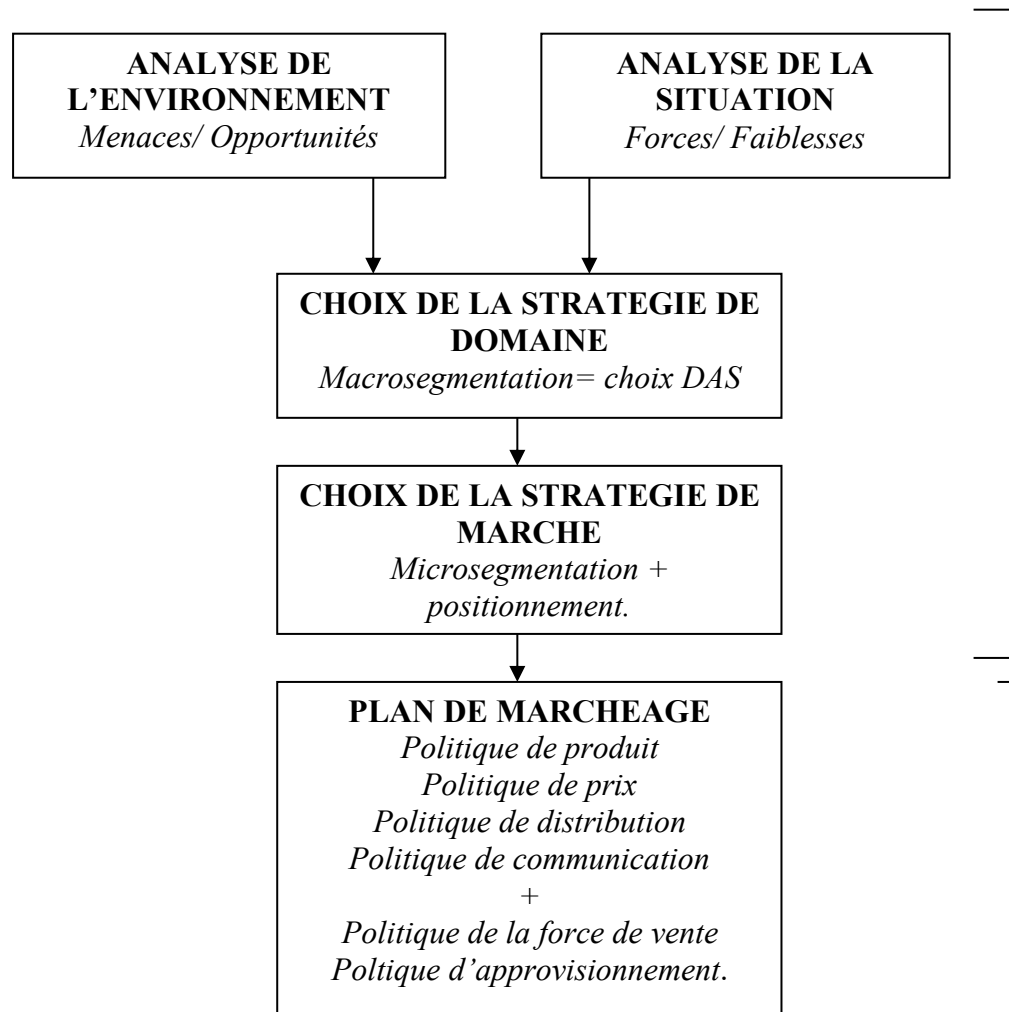 ANALYSE DE
L’ENVIRONNEMENT
Menaces/ Opportunités
ANALYSE DE LA
SITUATION
Forces/ Faiblesses
CHOIX DE LA STRATEGIE DE
DOMAINE
Macrosegmentation= choix DAS
CHOIX DE LA STRATEGIE DE
MARCHE
Microsegmentation +
positionnement.
PLAN DE MARCHEAGE
Politique de produit
Politique de prix
Politique de distribution
Politique de communication
+
Politique de la force de vente
Poltique d’approvisionnement.